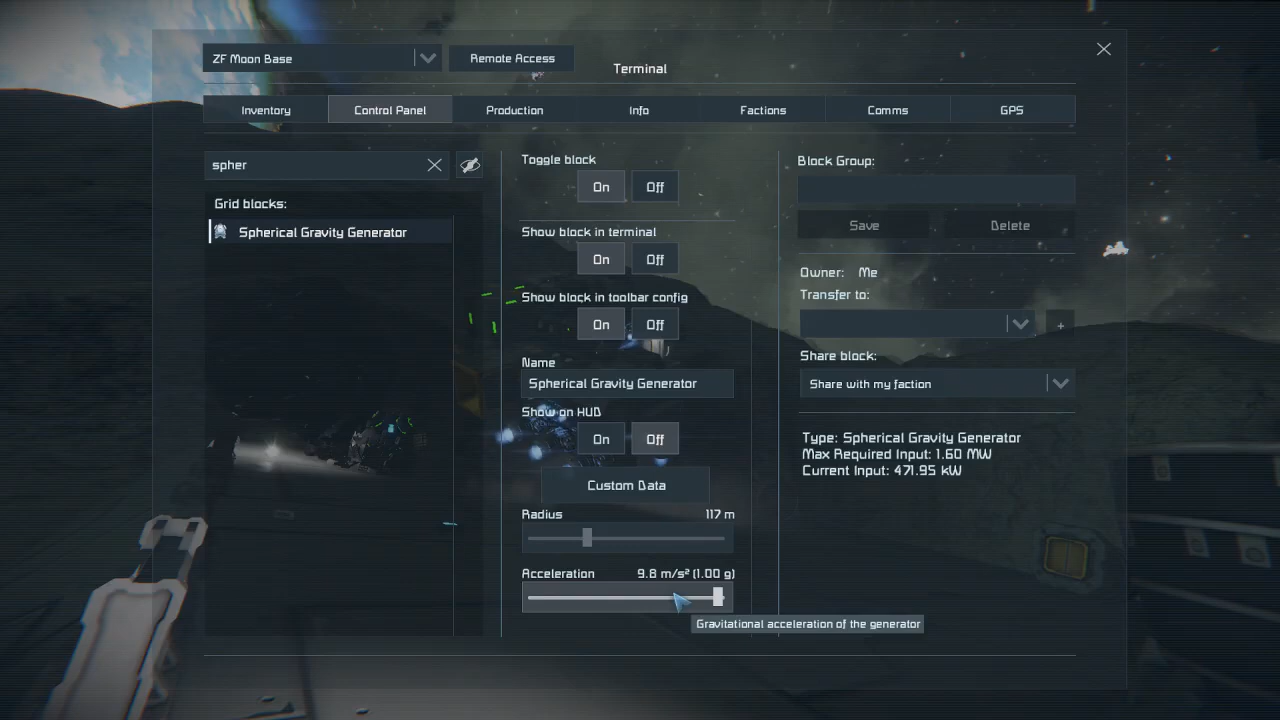 ZF Moon Base
Remote Access
Terminal
Inventory
Control Panel
Production
Info
Factions
Comms
GPS
spher
Grid blocks:
Spherical Gravity Generator
Toggle block
On
Off
Show block in terminal
On
Off
Show block in toolbar config
On
Off
Name
Spherical Gravity Generator
Show on HUD
On
Off
Custom Data
Radius
117 m
Acceleration
9.8 m/s² (1.00 g)
Gravitational acceleration of the generator
Block Group:
Save
Delete
Owner: Me
Transfer to:
+
Share block:
Share with my faction
Type: Spherical Gravity Generator
Max Required Input: 1.60 MW
Current Input: 471.95 kW